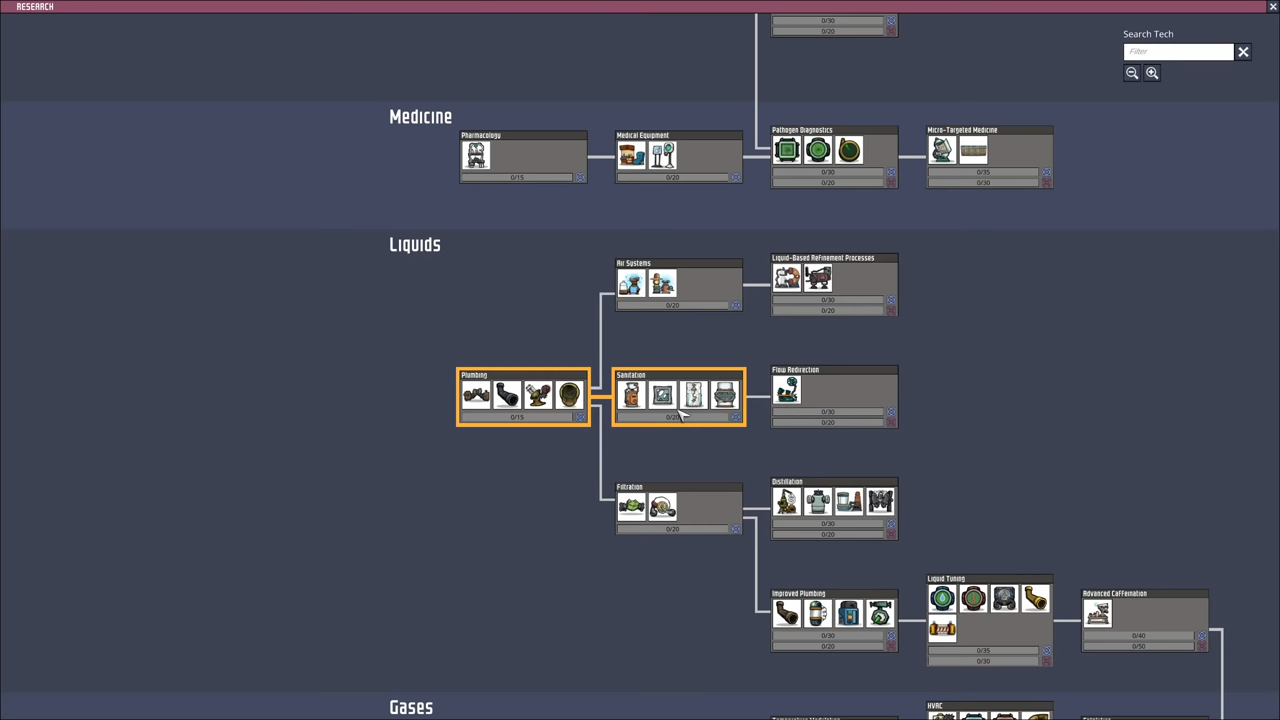 RESEARCH
0/30
0/20
Search Tech
Filter
Medicine
Pharmacology
0/15
Medical Equipment
0/20
Pathogen Diagnostics
0/30
0/20
Micro-Targeted Medicine
0/35
0/30
Liquids
Air Systems
0/20
Liquid-Based Refinement Processes
0/30
0/20
Plumbing
0/15
Sanitation
0/20
Flow Redirection
0/30
0/20
Filtration
0/20
Distillation
0/30
0/20
Improved Plumbing
0/30
0/20
Liquid Tuning
0/35
0/30
Advanced Caffeination
0/40
0/50
Gases
HVAC